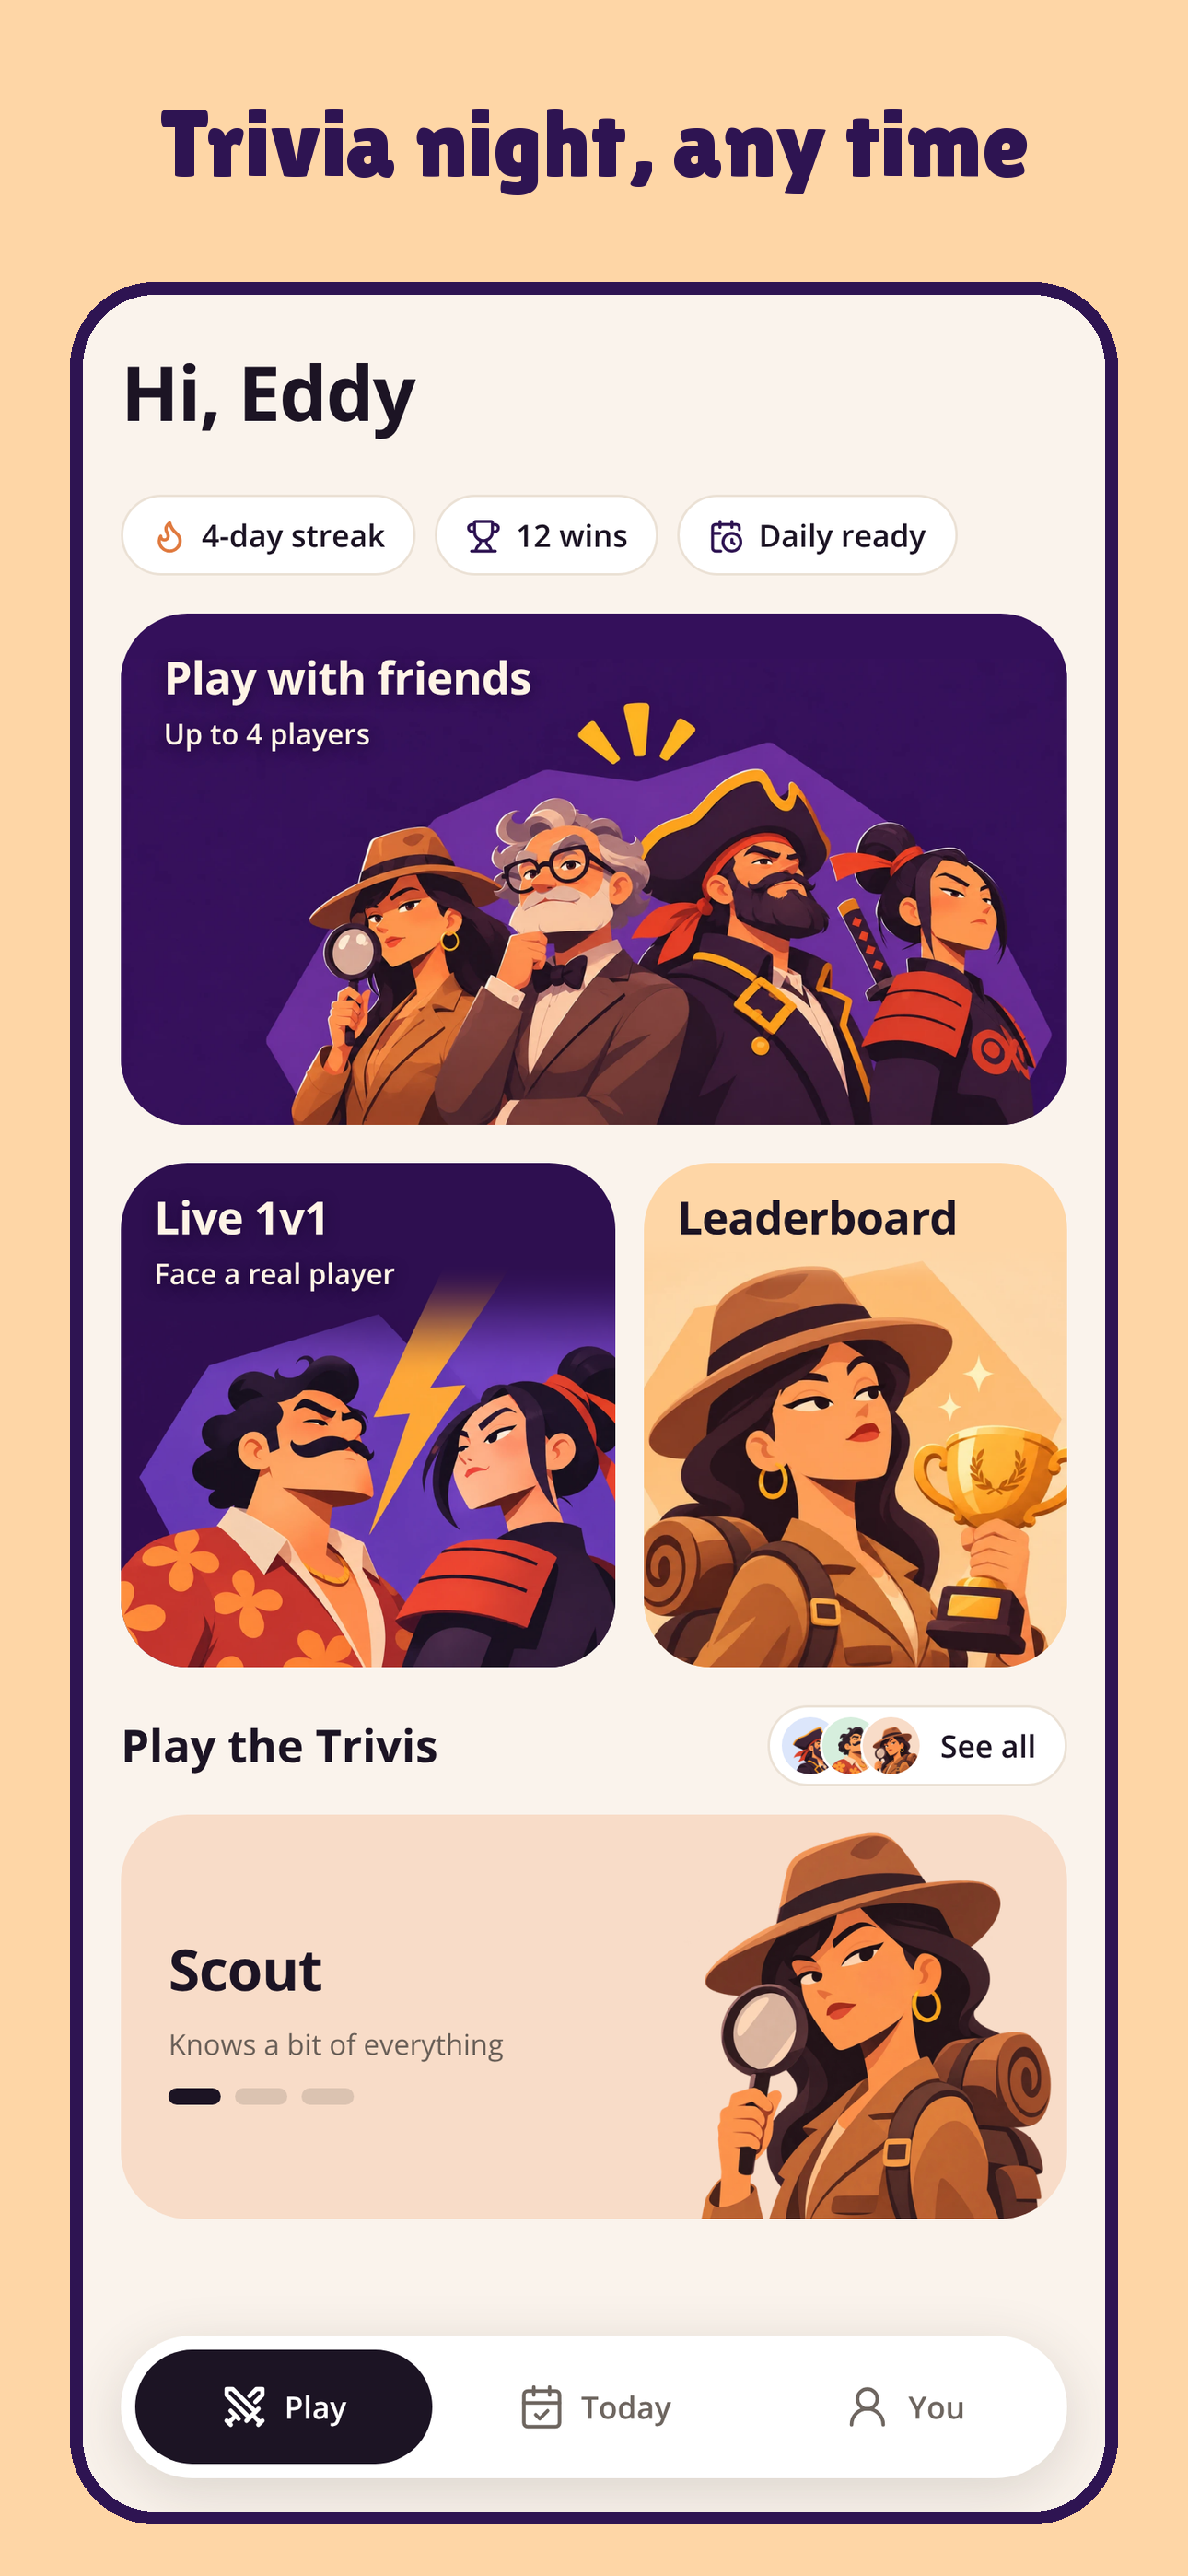 Trivia night, any time
Hi, Eddy
4-day streak
12 wins
Daily ready
Play with friends
Up to 4 players
Live 1v1
Face a real player
Leaderboard
Play the Trivis
See all
Scout
Knows a bit of everything
Play
Today
You